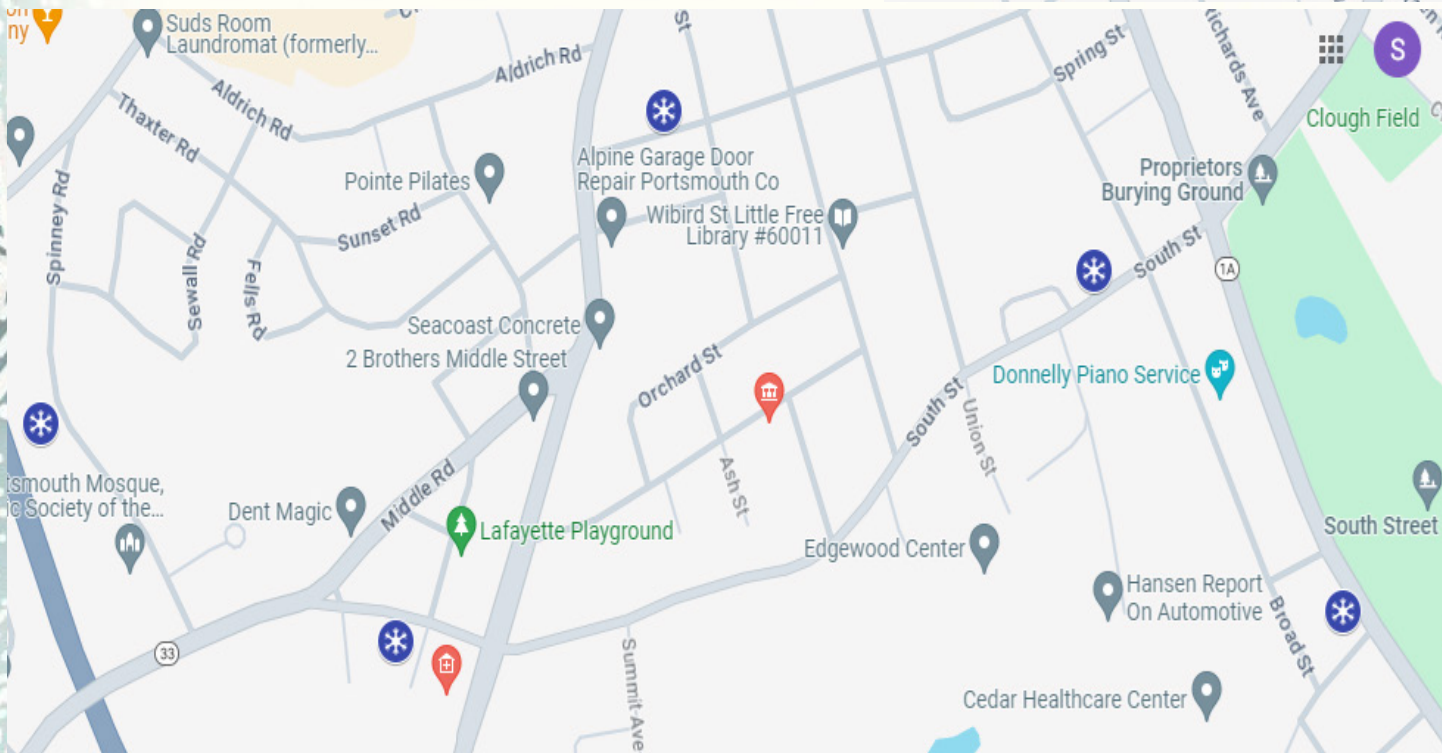 ny
Suds Room
Laundromat (formerly...
St
Aldrich Rd
Spring St
Richards Ave
S
Clough Field
Thaxter Rd
Aldrich Rd
Alpine Garage Door
Repair Portsmouth Co
Pointe Pilates
Proprietors
Burying Ground
Wibird St Little Free
Library #60011
Spinney Rd
Sunset Rd
Sewall Rd
Fells Rd
South St
1A
Seacoast Concrete
2 Brothers Middle Street
Orchard St
Donnelly Piano Service
South St
Union St
tsmouth Mosque,
ic Society of the...
Dent Magic
Middle Rd
Ash St
Lafayette Playground
South Street
Edgewood Center
Hansen Report
On Automotive
Broad St
33
Summit Ave
Cedar Healthcare Center